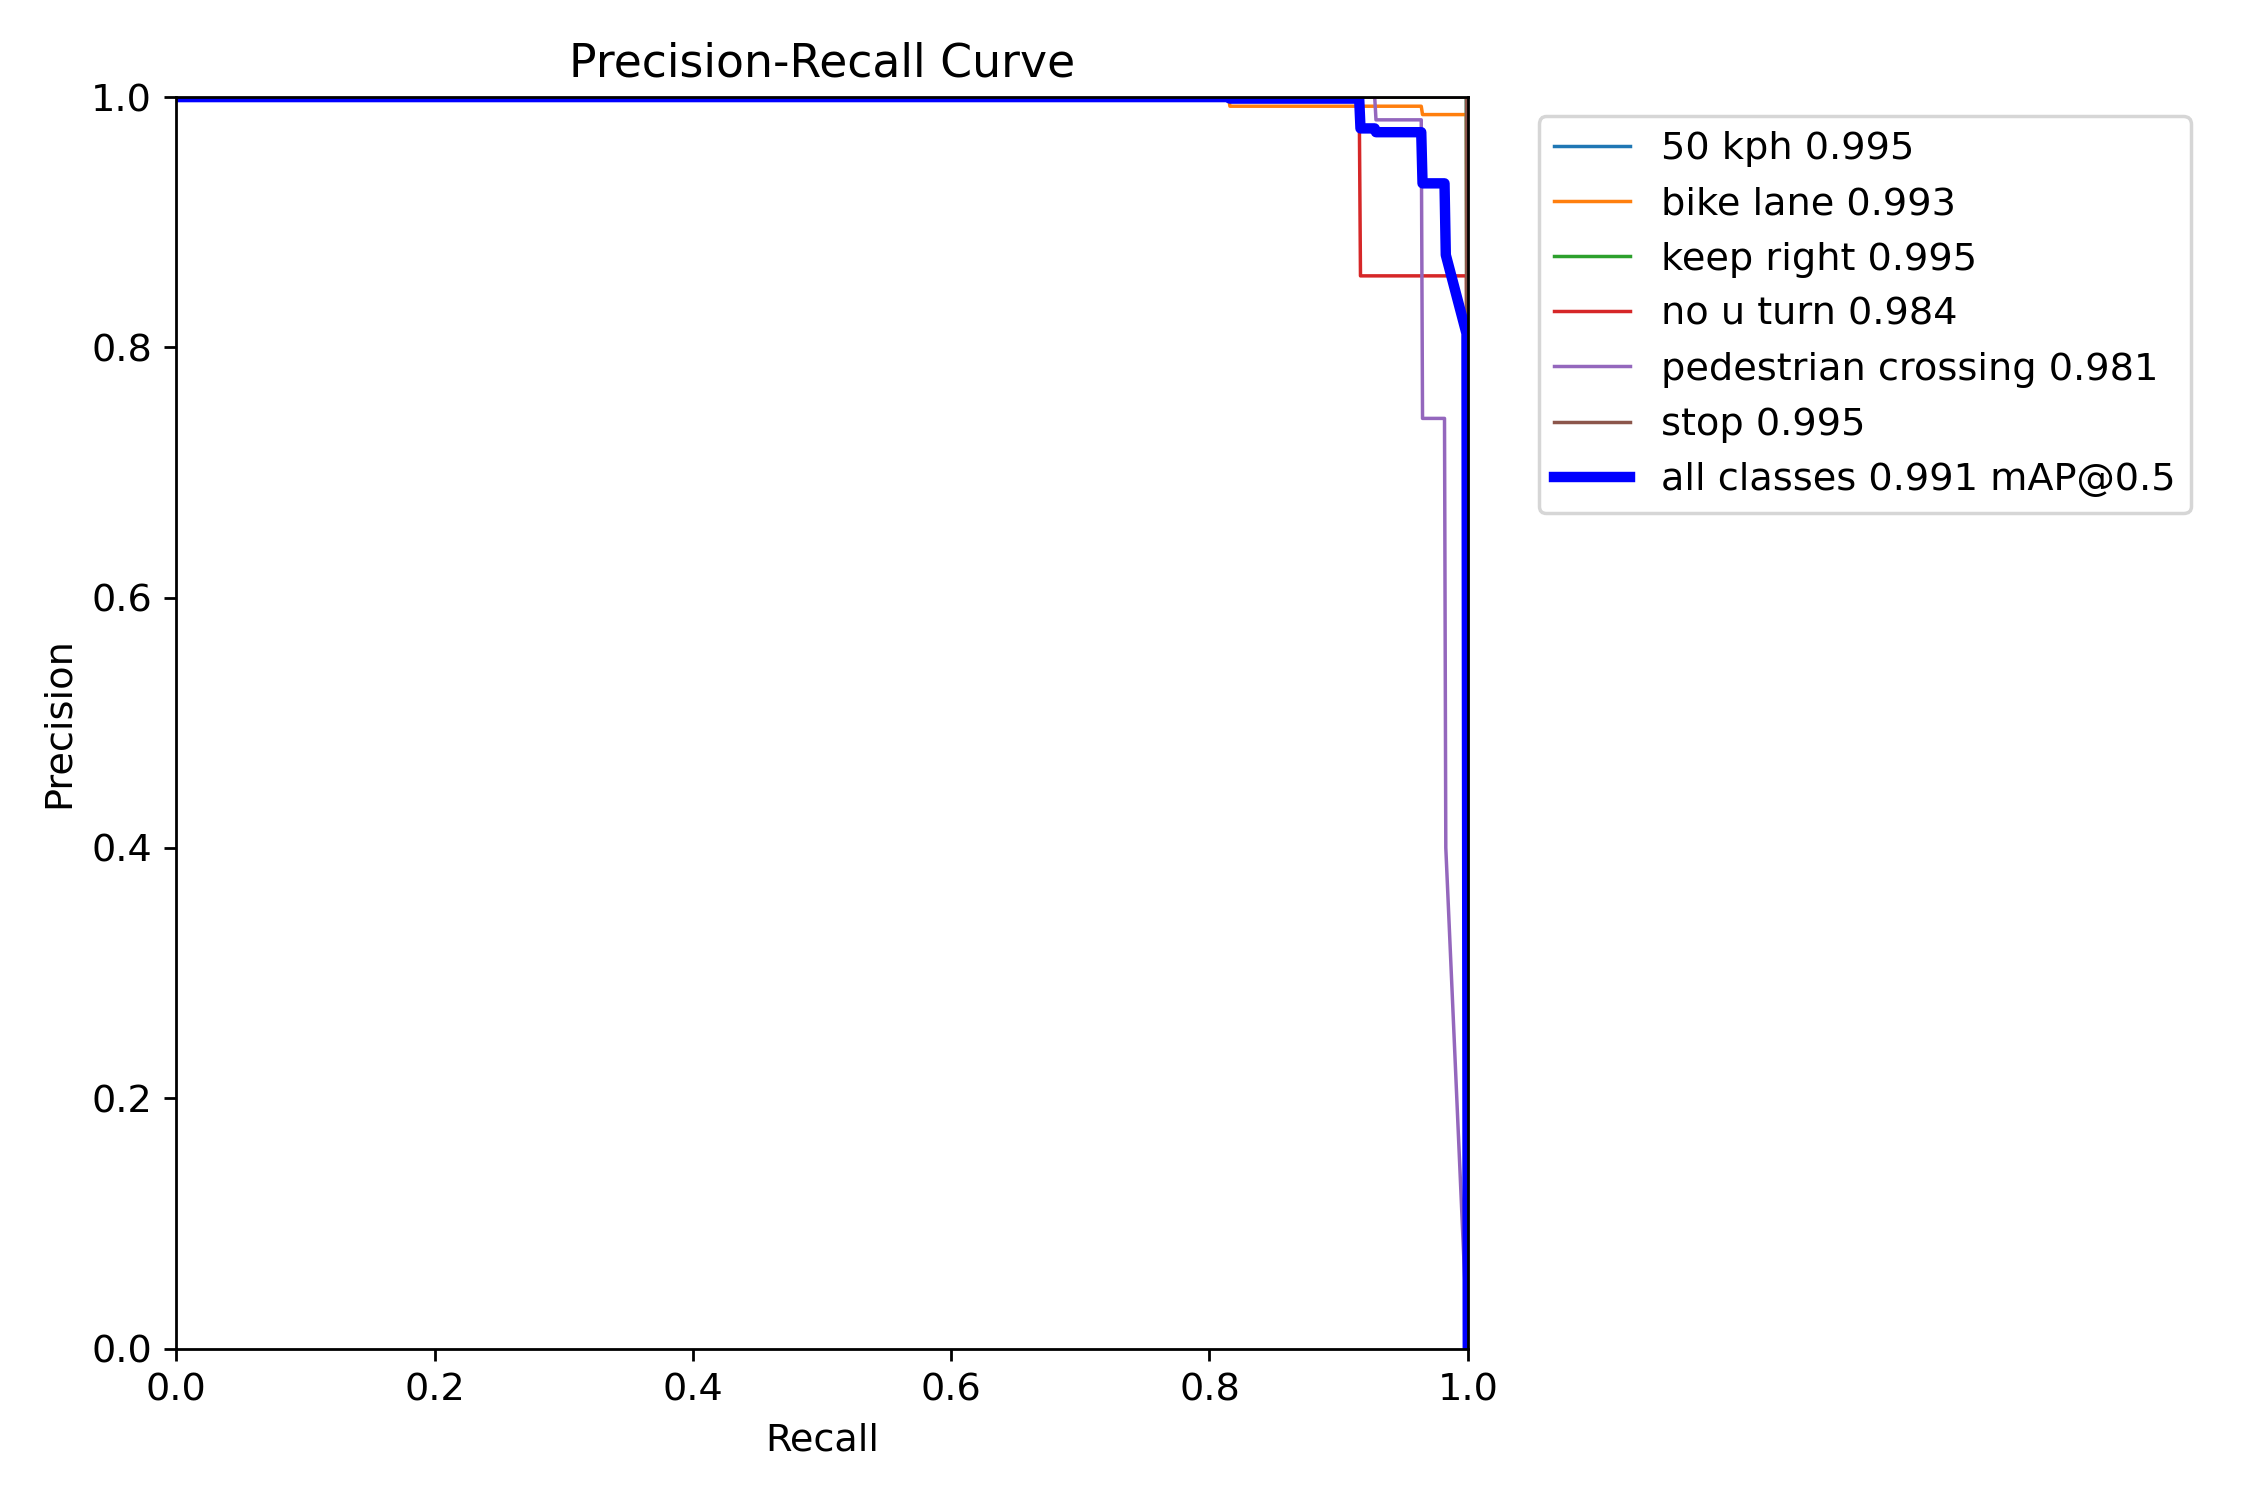 Precision-Recall Curve
1.0
0.8
0.6
0.4
0.2
0.0
Precision
0.0 0.2 0.4 0.6 0.8 1.0
Recall
50 kph 0.995
bike lane 0.993
keep right 0.995
no u turn 0.984
pedestrian crossing 0.981
stop 0.995
all classes 0.991 mAP@0.5